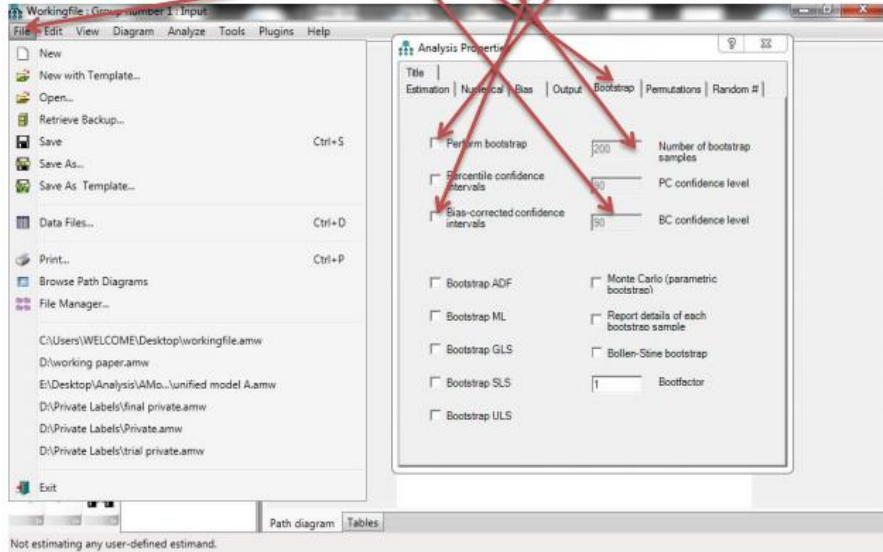 Workingfile : Group number 1 : Input
File Edit View Diagram Analyze Tools Plugins Help
New
New with Template...
Open...
Retrieve Backup...
Save Ctrl+S
Save As...
Save As Template...
Data Files... Ctrl+D
Print... Ctrl+P
Browse Path Diagrams
File Manager...
C:\Users\WELCOME\Desktop\workingfile.amw
D:\working paper.amw
E:\Desktop\Analysis\AMo...\unified model A.amw
D:\Private Labels\final private.amw
D:\Private Labels\Private.amw
D:\Private Labels\trial private.amw
Exit
Analysis Properties
Title
Estimation Numerical Bias Output Bootstrap Permutations Random #
Perform bootstrap
200 Number of bootstrap
samples
Percentile confidence
intervals
90 PC confidence level
Bias-corrected confidence
intervals
90 BC confidence level
Bootstrap ADF
Monte Carlo (parametric
bootstrap)
Bootstrap ML
Report details of each
bootstrap sample
Bootstrap GLS
Bollen-Stine bootstrap
Bootstrap SLS
1 Bootfactor
Bootstrap ULS
Path diagram Tables
Not estimating any user-defined estimand.